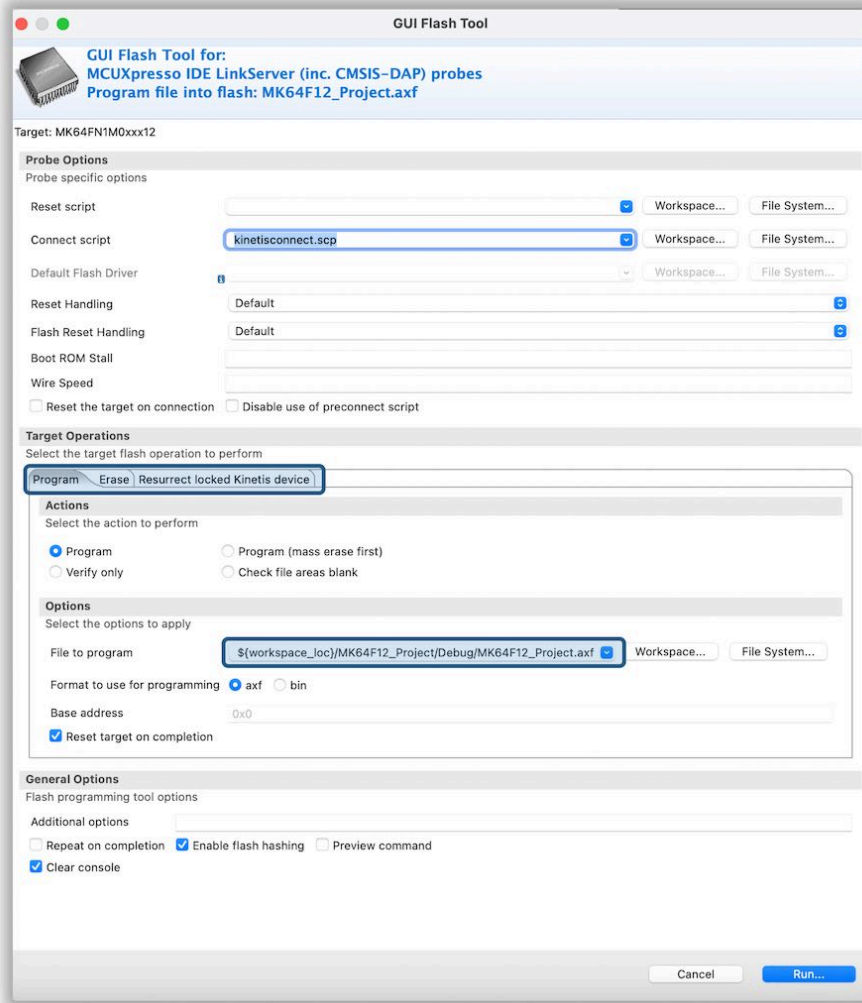 GUI Flash Tool
GUI Flash Tool for:
MCUXpresso IDE LinkServer (inc. CMSIS-DAP) probes
Program file into flash: MK64F12_Project.axf
Target: MK64FN1M0xxx12
Probe Options
Probe specific options
Reset script Workspace... File System...
Connect script kinetisconnect.scp Workspace... File System...
Default Flash Driver Workspace... File System...
Reset Handling Default
Flash Reset Handling Default
Boot ROM Stall
Wire Speed
Reset the target on connection Disable use of preconnect script
Target Operations
Select the target flash operation to perform
Program Erase Resurrect locked Kinetis device
Actions
Select the action to perform
Program Program (mass erase first)
Verify only Check file areas blank
Options
Select the options to apply
File to program ${workspace_loc}/MK64F12_Project/Debug/MK64F12_Project.axf Workspace... File System...
Format to use for programming axf bin
Base address 0x0
Reset target on completion
General Options
Flash programming tool options
Additional options
Repeat on completion Enable flash hashing Preview command
Clear console
Cancel Run...